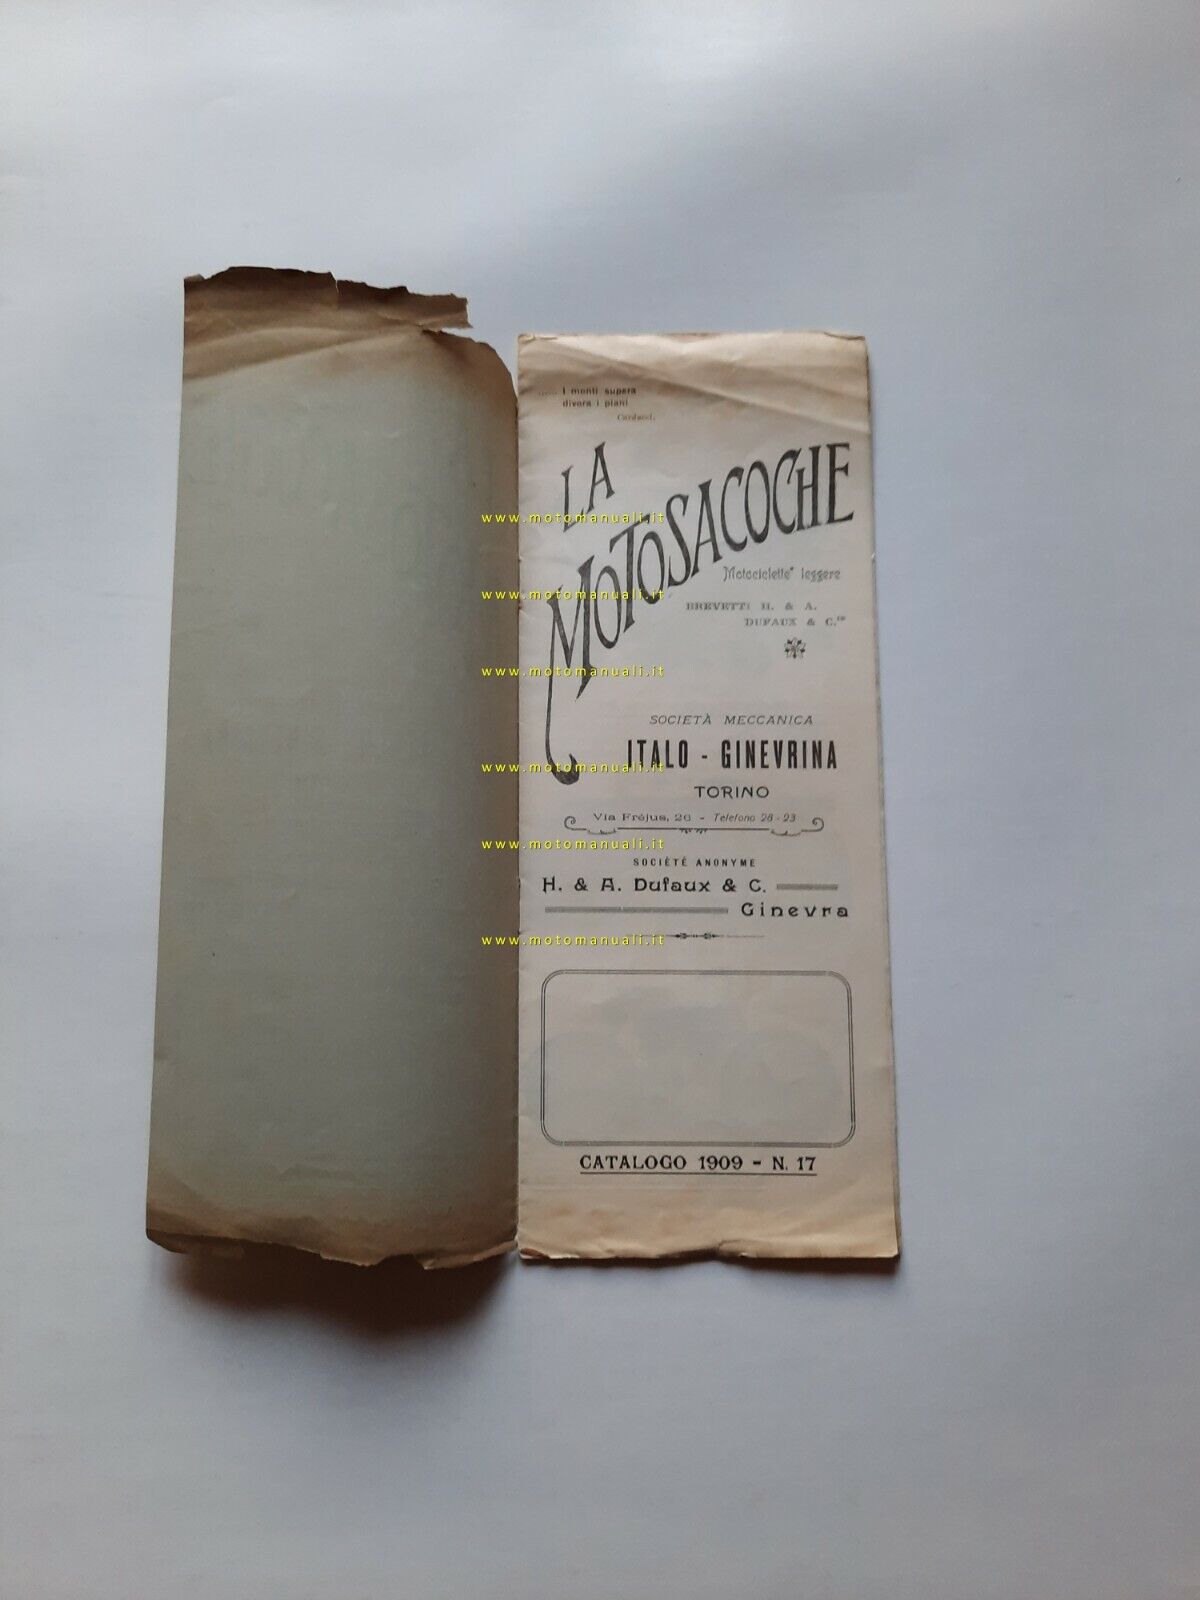 ...... I monti supera
divora i piani
Carducci.
LA
MOTOSACOCHE
Motociclette leggere
BREVETTI H. & A.
DUFAUX & C.ie
SOCIETÀ MECCANICA
ITALO - GINEVRINA
TORINO
Via Fréjus, 26 - Telefono 28-23
SOCIÉTÉ ANONYME
H. & A. Dufaux & C.
Ginevra
CATALOGO 1909 - N. 17
www.motomanuali.it
www.motomanuali.it
www.motomanuali.it
www.motomanuali.it
www.motomanuali.it
www.motomanuali.it